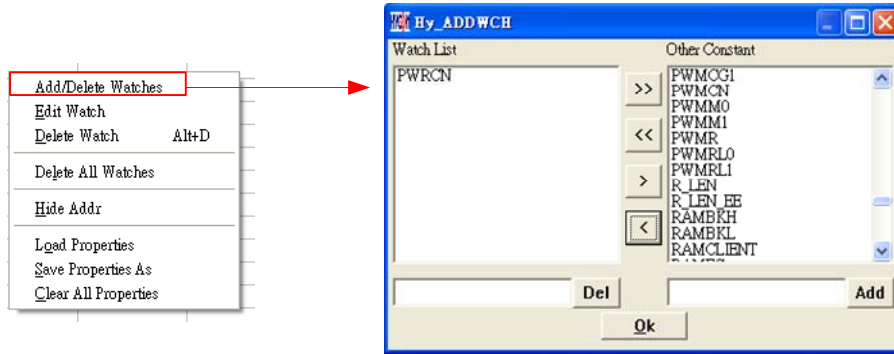 Add/Delete Watches
Edit Watch
Delete Watch Alt+D
Delete All Watches
Hide Addr
Load Properties
Save Properties As
Clear All Properties
Hy_ADDWCH
Watch List
Other Constant
PWRCN
>>
<<
>
<
PWMCG1
PWMCN
PWMM0
PWMM1
PWMR
PWMRL0
PWMRL1
R_LEN
R_LEN_EE
RAMBKH
RAMBKL
RAMCLIENT
Del
Add
Ok